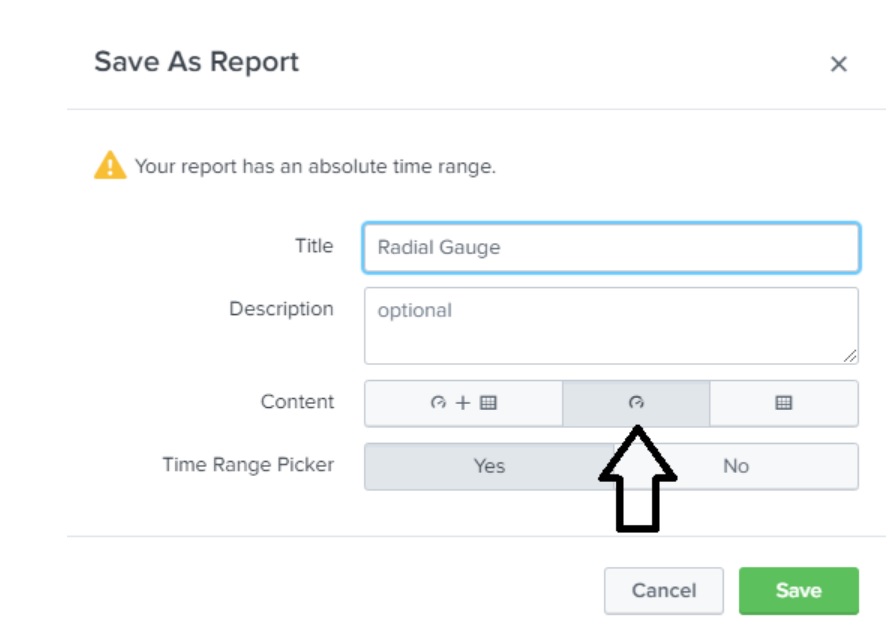 Save As Report
Your report has an absolute time range.
Title Radial Gauge
Description optional
Content
Time Range Picker Yes No
Cancel Save